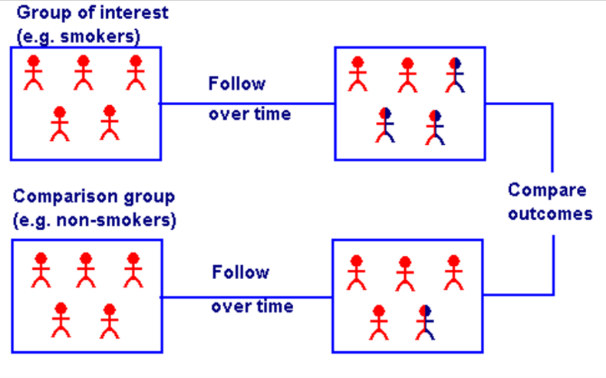 Group of interest
(e.g. smokers)
Follow
over time
Comparison group
(e.g. non-smokers)
Follow
over time
Compare
outcomes